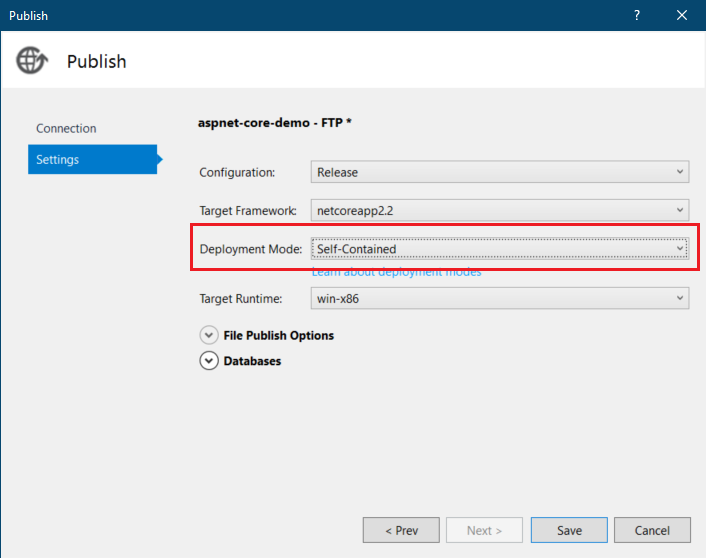 Publish
?
Publish
Connection
Settings
aspnet-core-demo - FTP *
Configuration: Release
Target Framework: netcoreapp2.2
Deployment Mode: Self-Contained
Learn about deployment modes
Target Runtime: win-x86
File Publish Options
Databases
< Prev Next > Save Cancel